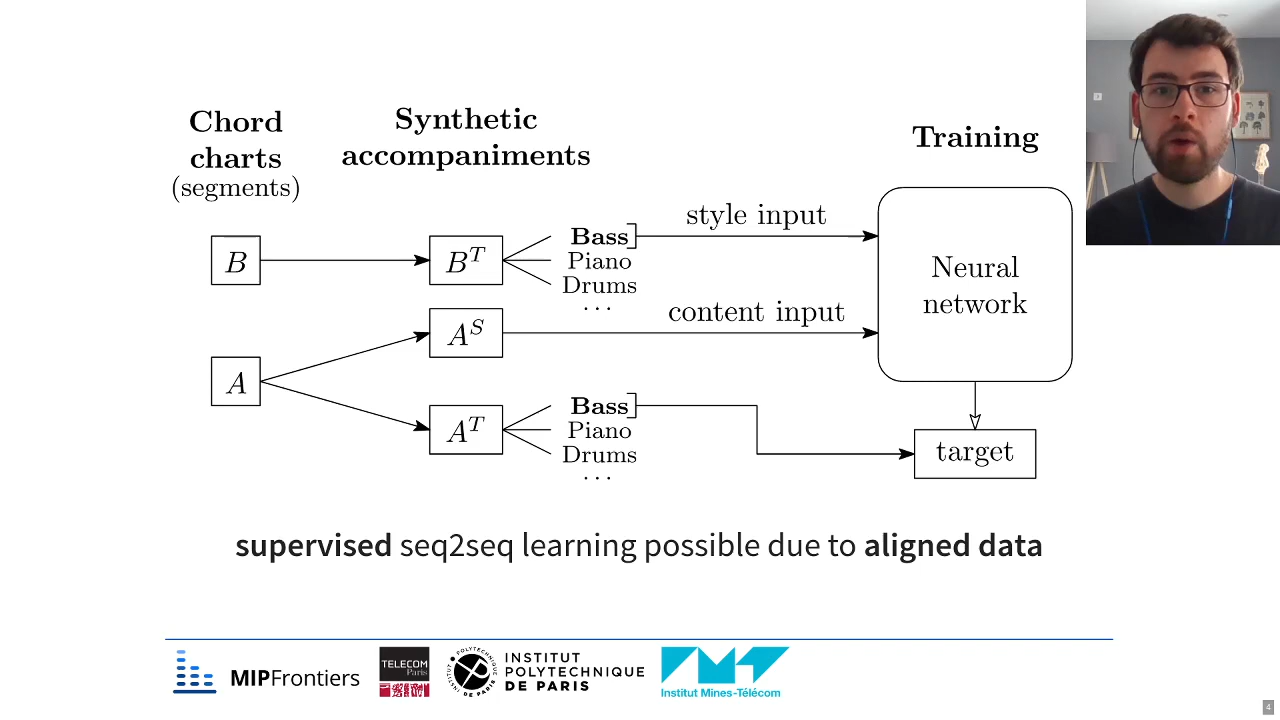 Chord
charts
(segments)
Synthetic
accompaniments
Training
B
B^T
Bass
Piano
Drums
...
style input
A^S
content input
Neural
network
A
A^T
Bass
Piano
Drums
...
target
supervised seq2seq learning possible due to aligned data
MIPFrontiers
TELECOM
Paris
INSTITUT
POLYTECHNIQUE
DE PARIS
Institut Mines-Télécom
4